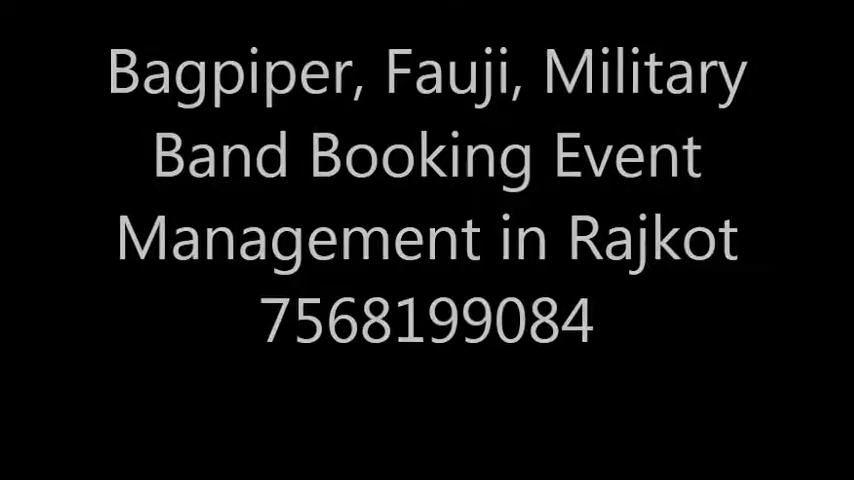 Bagpiper, Fauji, Military
Band Booking Event
Management in Rajkot
7568199084